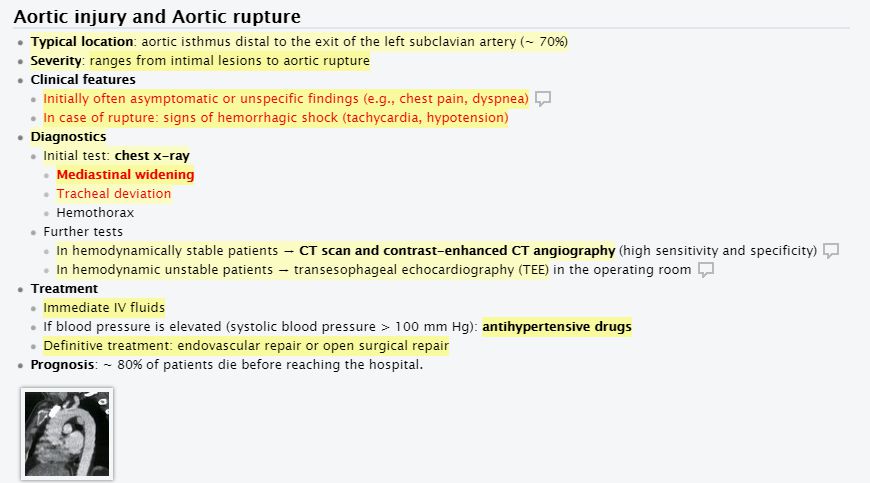 Aortic injury and Aortic rupture
Typical location: aortic isthmus distal to the exit of the left subclavian artery (~ 70%)
Severity: ranges from intimal lesions to aortic rupture
Clinical features
Initially often asymptomatic or unspecific findings (e.g., chest pain, dyspnea)
In case of rupture: signs of hemorrhagic shock (tachycardia, hypotension)
Diagnostics
Initial test: chest x-ray
Mediastinal widening
Tracheal deviation
Hemothorax
Further tests
In hemodynamically stable patients → CT scan and contrast-enhanced CT angiography (high sensitivity and specificity)
In hemodynamic unstable patients → transesophageal echocardiography (TEE) in the operating room
Treatment
Immediate IV fluids
If blood pressure is elevated (systolic blood pressure > 100 mm Hg): antihypertensive drugs
Definitive treatment: endovascular repair or open surgical repair
Prognosis: ~ 80% of patients die before reaching the hospital.